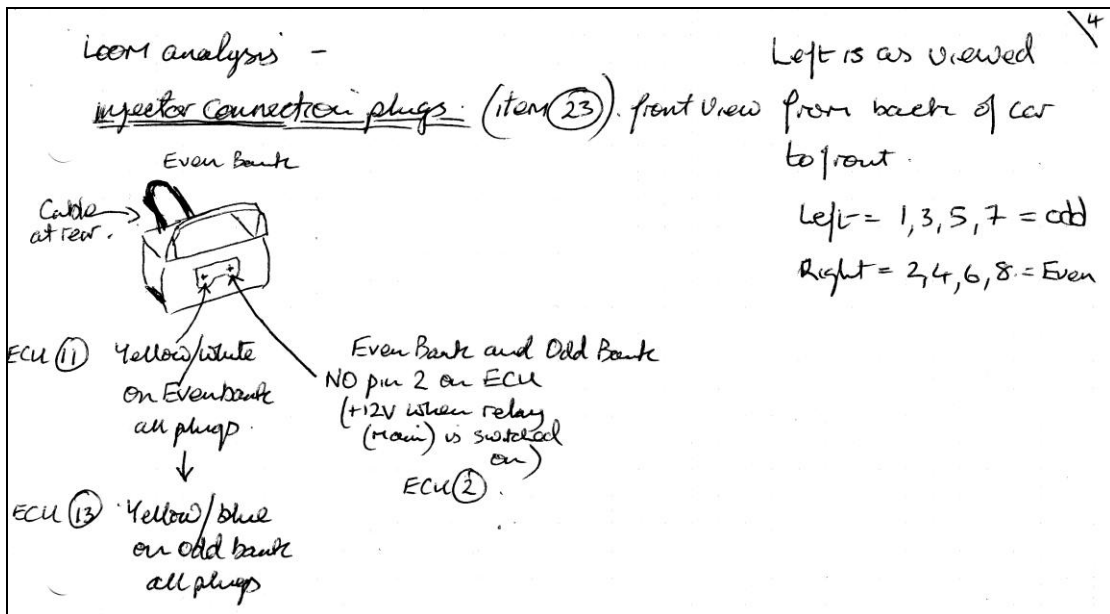 4
Loom analysis -
injector connection plugs. (item 23). front view
Left is as viewed
from back of car
to front.
Left = 1, 3, 5, 7 = odd
Right = 2, 4, 6, 8 = Even
Even Bank
Cable
at rear.
ECU 11 Yellow/white
on Even bank
all plugs.
ECU 13 Yellow/blue
on odd bank
all plugs
Even Bank and Odd Bank
NO pin 2 on ECU
(+12V when relay
(main) is switched
on)
ECU 2.